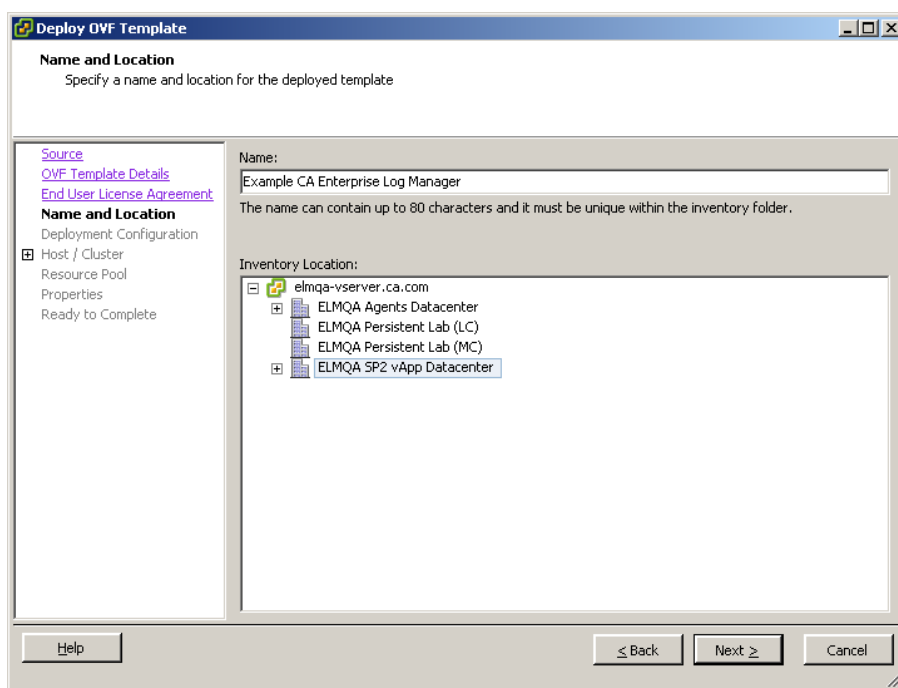 Deploy OVF Template
Name and Location
Specify a name and location for the deployed template
Source
OVF Template Details
End User License Agreement
Name and Location
Deployment Configuration
Host / Cluster
Resource Pool
Properties
Ready to Complete
Name:
Example CA Enterprise Log Manager
The name can contain up to 80 characters and it must be unique within the inventory folder.
Inventory Location:
elmqa-vserver.ca.com
ELMQA Agents Datacenter
ELMQA Persistent Lab (LC)
ELMQA Persistent Lab (MC)
ELMQA SP2 vApp Datacenter
Help
< Back
Next >
Cancel